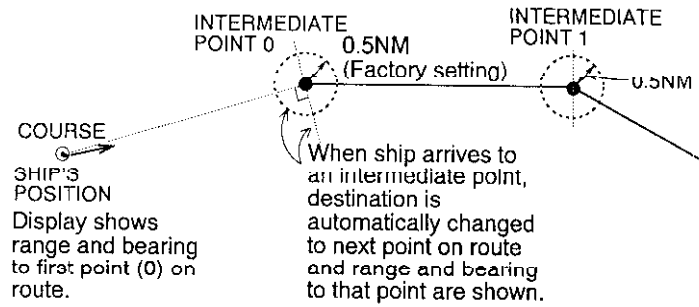 INTERMEDIATE
POINT 0
0.5NM
(Factory setting)
INTERMEDIATE
POINT 1
0.5NM
COURSE
SHIP'S
POSITION
Display shows
range and bearing
to first point (0) on
route.
When ship arrives to
an intermediate point,
destination is
automatically changed
to next point on route
and range and bearing
to that point are shown.